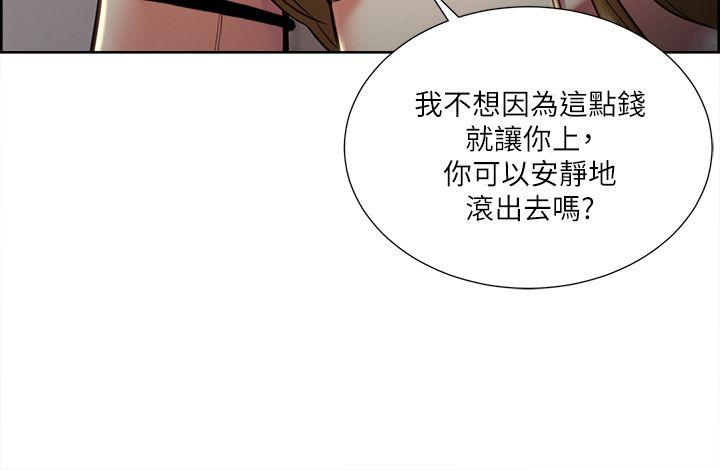 我不想因為這點錢
就讓你上,
你可以安靜地
滾出去嗎?